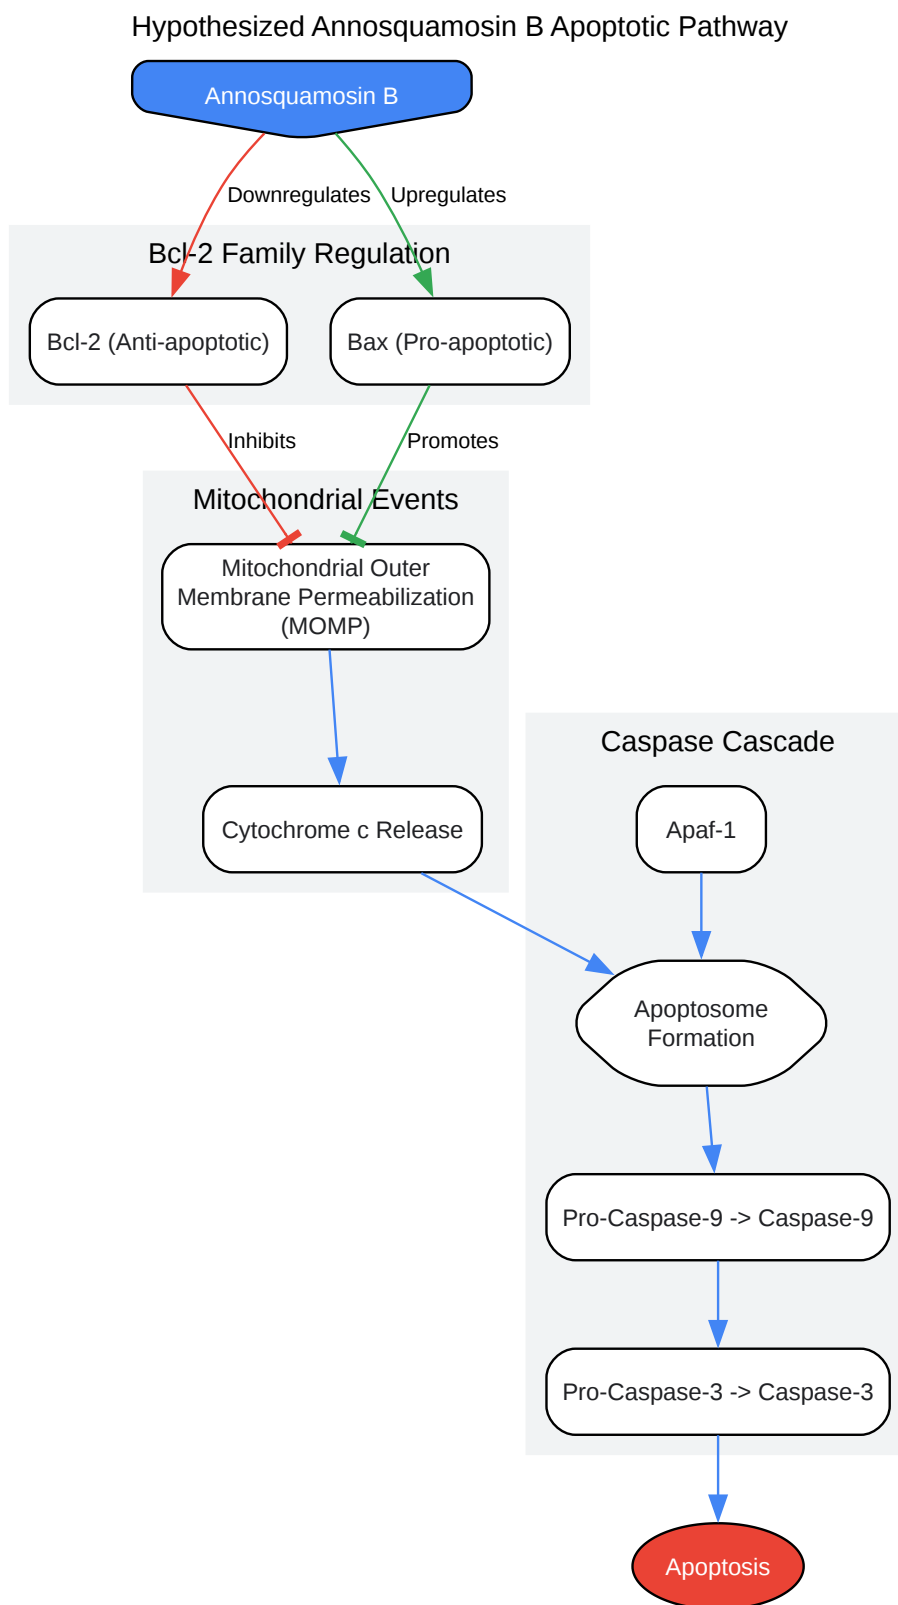 Hypothesized Annosquamosin B Apoptotic Pathway
Annosquamosin B
Downregulates
Upregulates
Bcl-2 Family Regulation
Bcl-2 (Anti-apoptotic)
Bax (Pro-apoptotic)
Inhibits
Promotes
Mitochondrial Events
Mitochondrial Outer
Membrane Permeabilization
(MOMP)
Caspase Cascade
Cytochrome c Release
Apaf-1
Apoptosome
Formation
Pro-Caspase-9 -> Caspase-9
Pro-Caspase-3 -> Caspase-3
Apoptosis